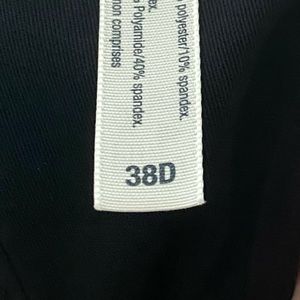 polyester/10%
spandex.
Polyamide/40% spandex.
non comprises
38D